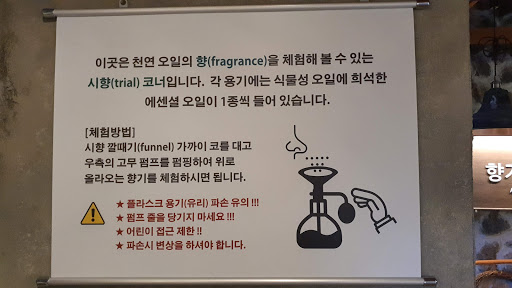 이곳은 천연 오일의 향(fragrance)을 체험해 볼 수 있는
시향(trial) 코너입니다. 각 용기에는 식물성 오일에 희석한
에센셜 오일이 1종씩 들어 있습니다.
[체험방법]
시향 깔때기(funnel) 가까이 코를 대고
우측의 고무 펌프를 펌핑하여 위로
올라오는 향기를 체험하시면 됩니다.
★ 플라스크 용기(유리) 파손 유의 !!!
★ 펌프 줄을 당기지 마세요 !!!
★ 어린이 접근 제한 !!
★ 파손시 변상을 하셔야 합니다.
향기